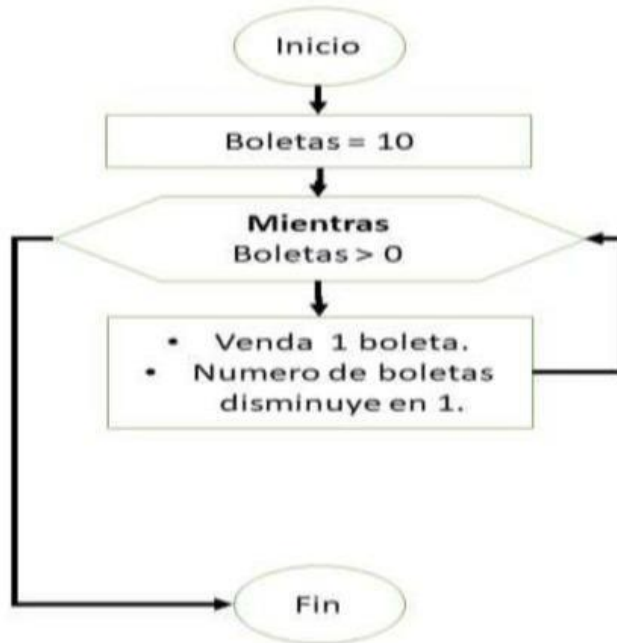 Inicio
Boletas = 10
Mientras
Boletas > 0
• Venda 1 boleta.
• Numero de boletas
disminuye en 1.
Fin